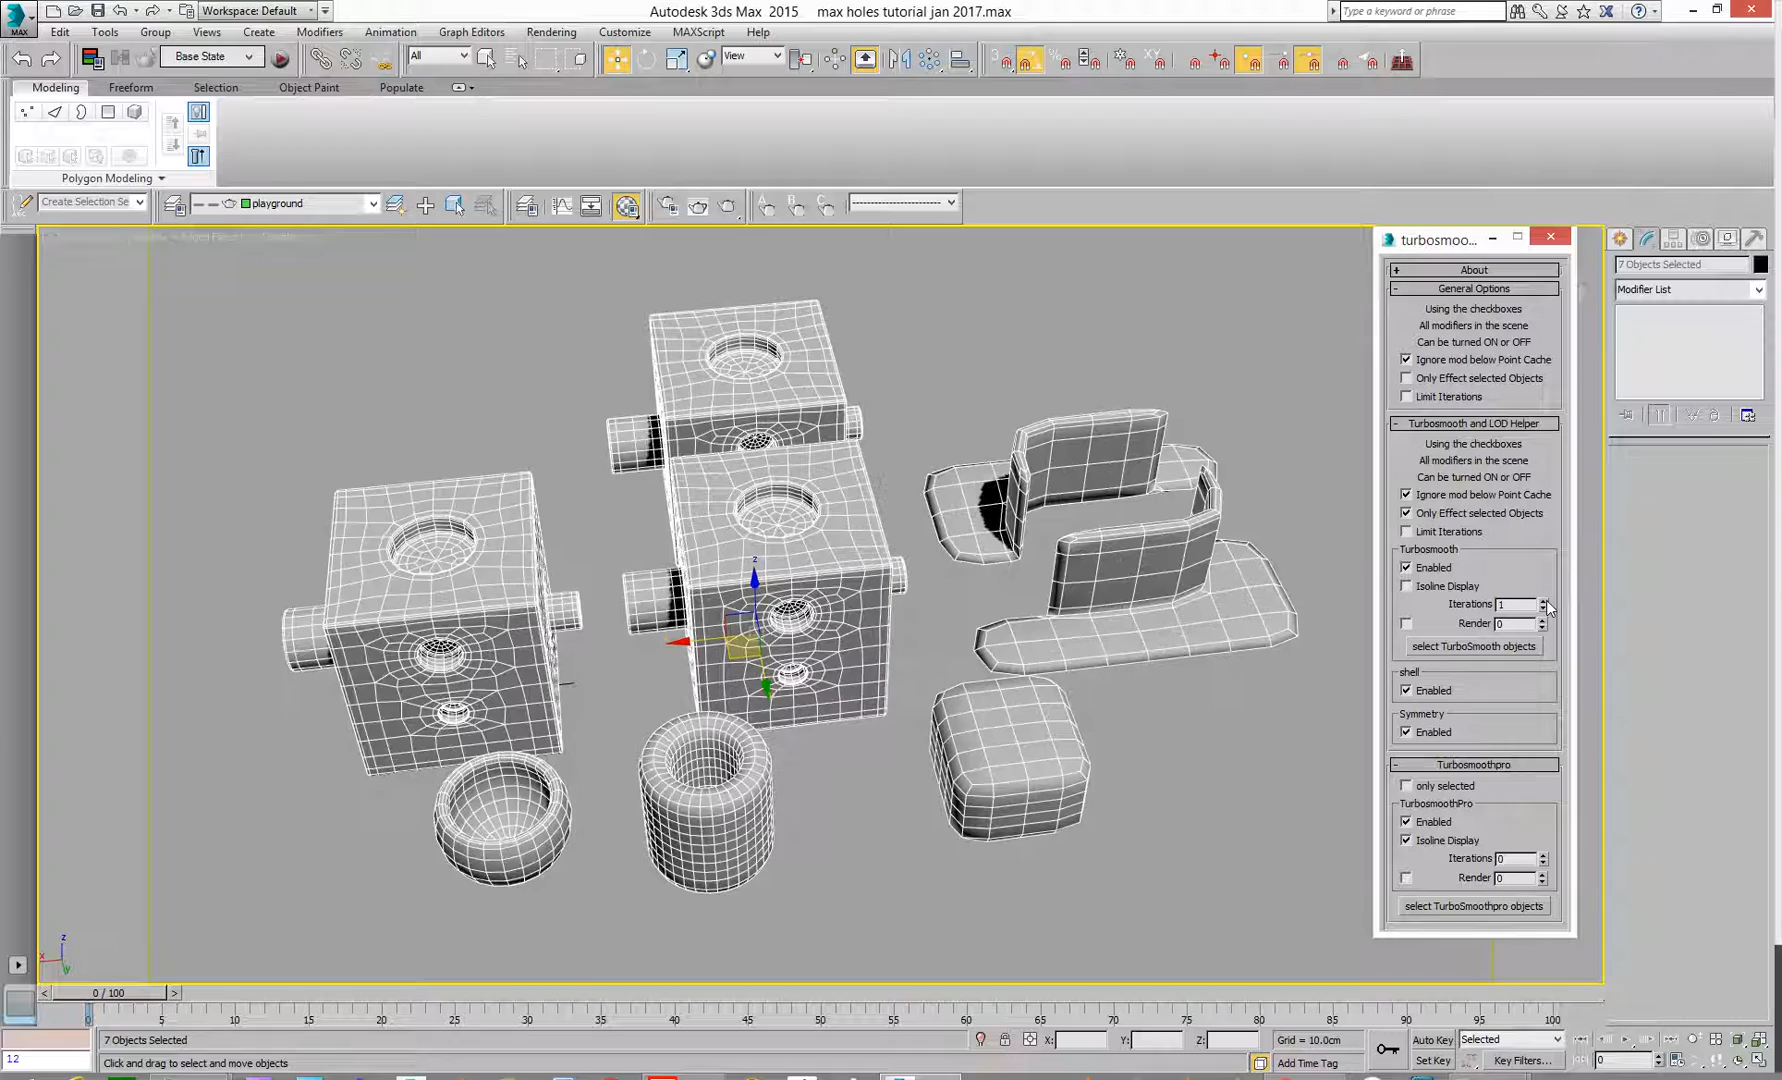 Workspace: Default
Autodesk 3ds Max 2015 max holes tutorial jan 2017.max
Type a keyword or phrase
MAX
Edit Tools Group Views Create Modifiers Animation Graph Editors Rendering Customize MAXScript Help
Base State
All
View
Modeling Freeform Selection Object Paint Populate
Polygon Modeling
Create Selection Se
playground
turbosmoo...
About
General Options
Using the checkboxes
All modifiers in the scene
Can be turned ON or OFF
Ignore mod below Point Cache
Only Effect selected Objects
Limit Iterations
Turbosmooth and LOD Helper
Using the checkboxes
All modifiers in the scene
Can be turned ON or OFF
Ignore mod below Point Cache
Only Effect selected Objects
Limit Iterations
Turbosmooth
Enabled
Isoline Display
Iterations 1
Render 0
select TurboSmooth objects
shell
Enabled
Symmetry
Enabled
Turbosmoothpro
only selected
TurbosmoothPro
Enabled
Isoline Display
Iterations 0
Render 0
select TurboSmoothpro objects
7 Objects Selected
Modifier List
z
z
x
y
0 / 100
0 5 10 15 20 25 30 35 40 45 50 55 60 65 70 75 80 85 90 95 100
7 Objects Selected
X: Y: Z: Grid = 10.0cm
Auto Key Selected
12
Click and drag to select and move objects
Add Time Tag
Set Key Key Filters...
0